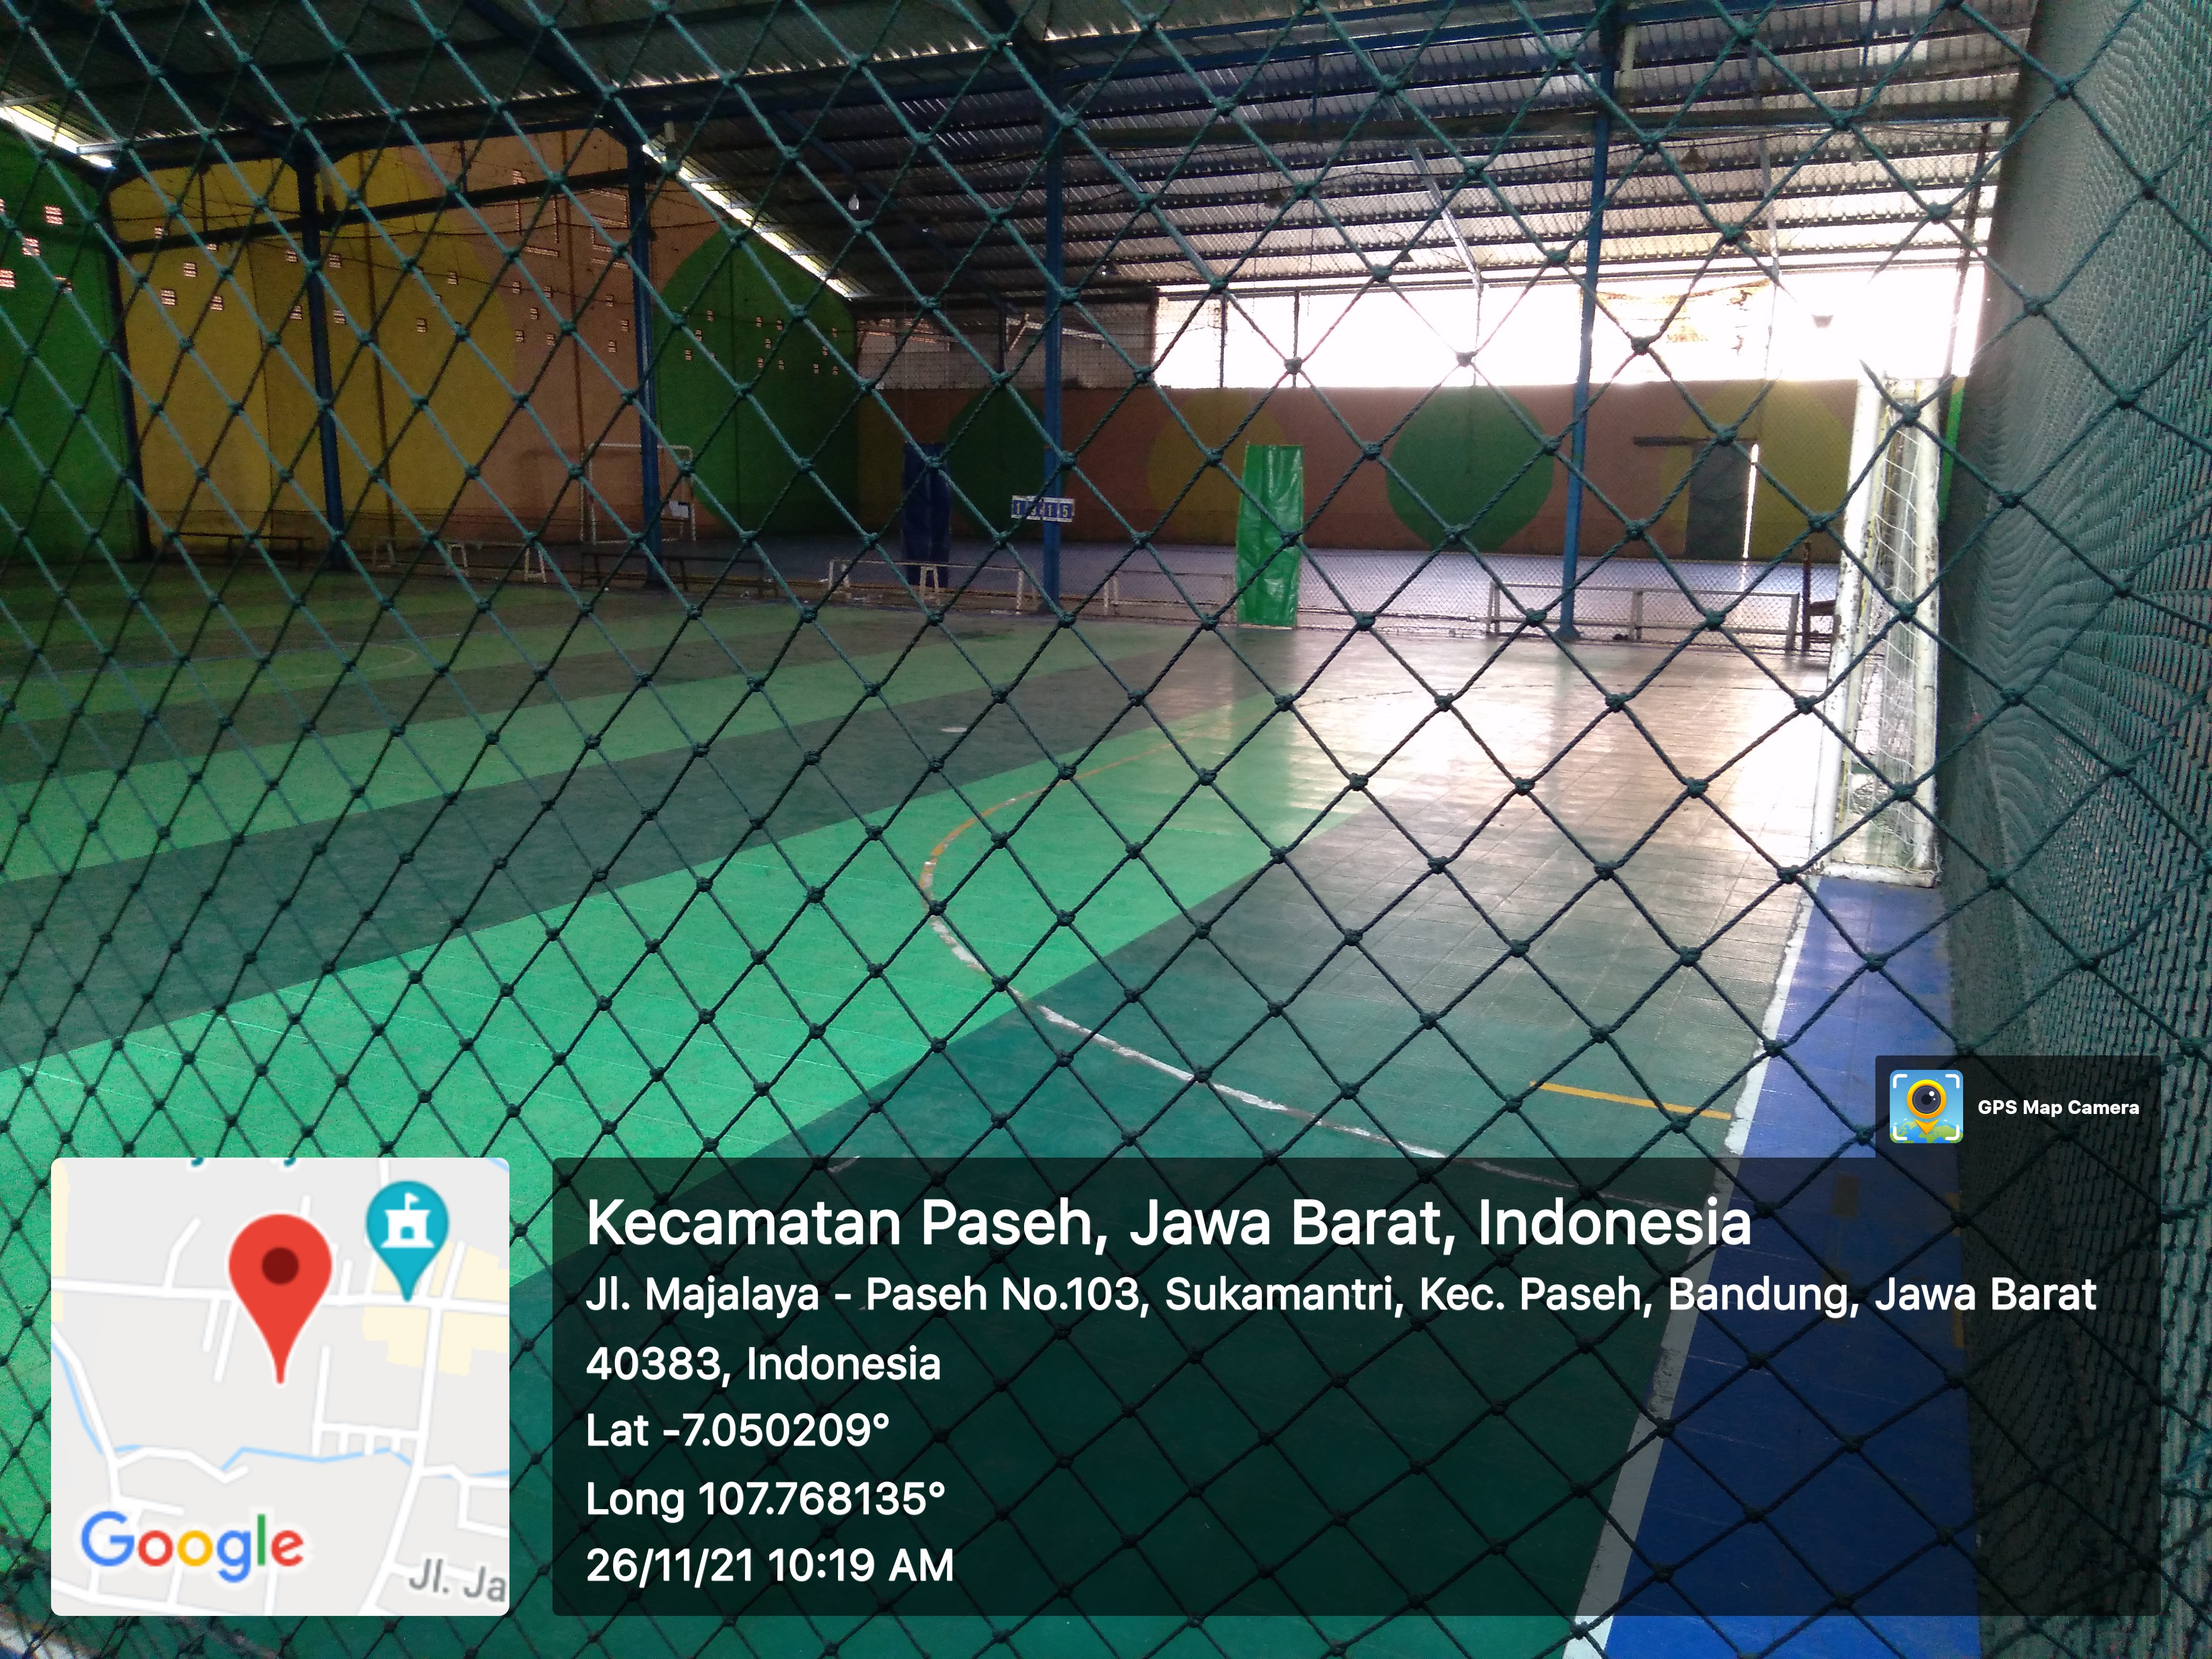 GPS Map Camera
Kecamatan Paseh, Jawa Barat, Indonesia
Jl. Majalaya - Paseh No.103, Sukamantri, Kec. Paseh, Bandung, Jawa Barat
40383, Indonesia
Lat -7.050209°
Long 107.768135°
26/11/21 10:19 AM
Google
Jl. Ja